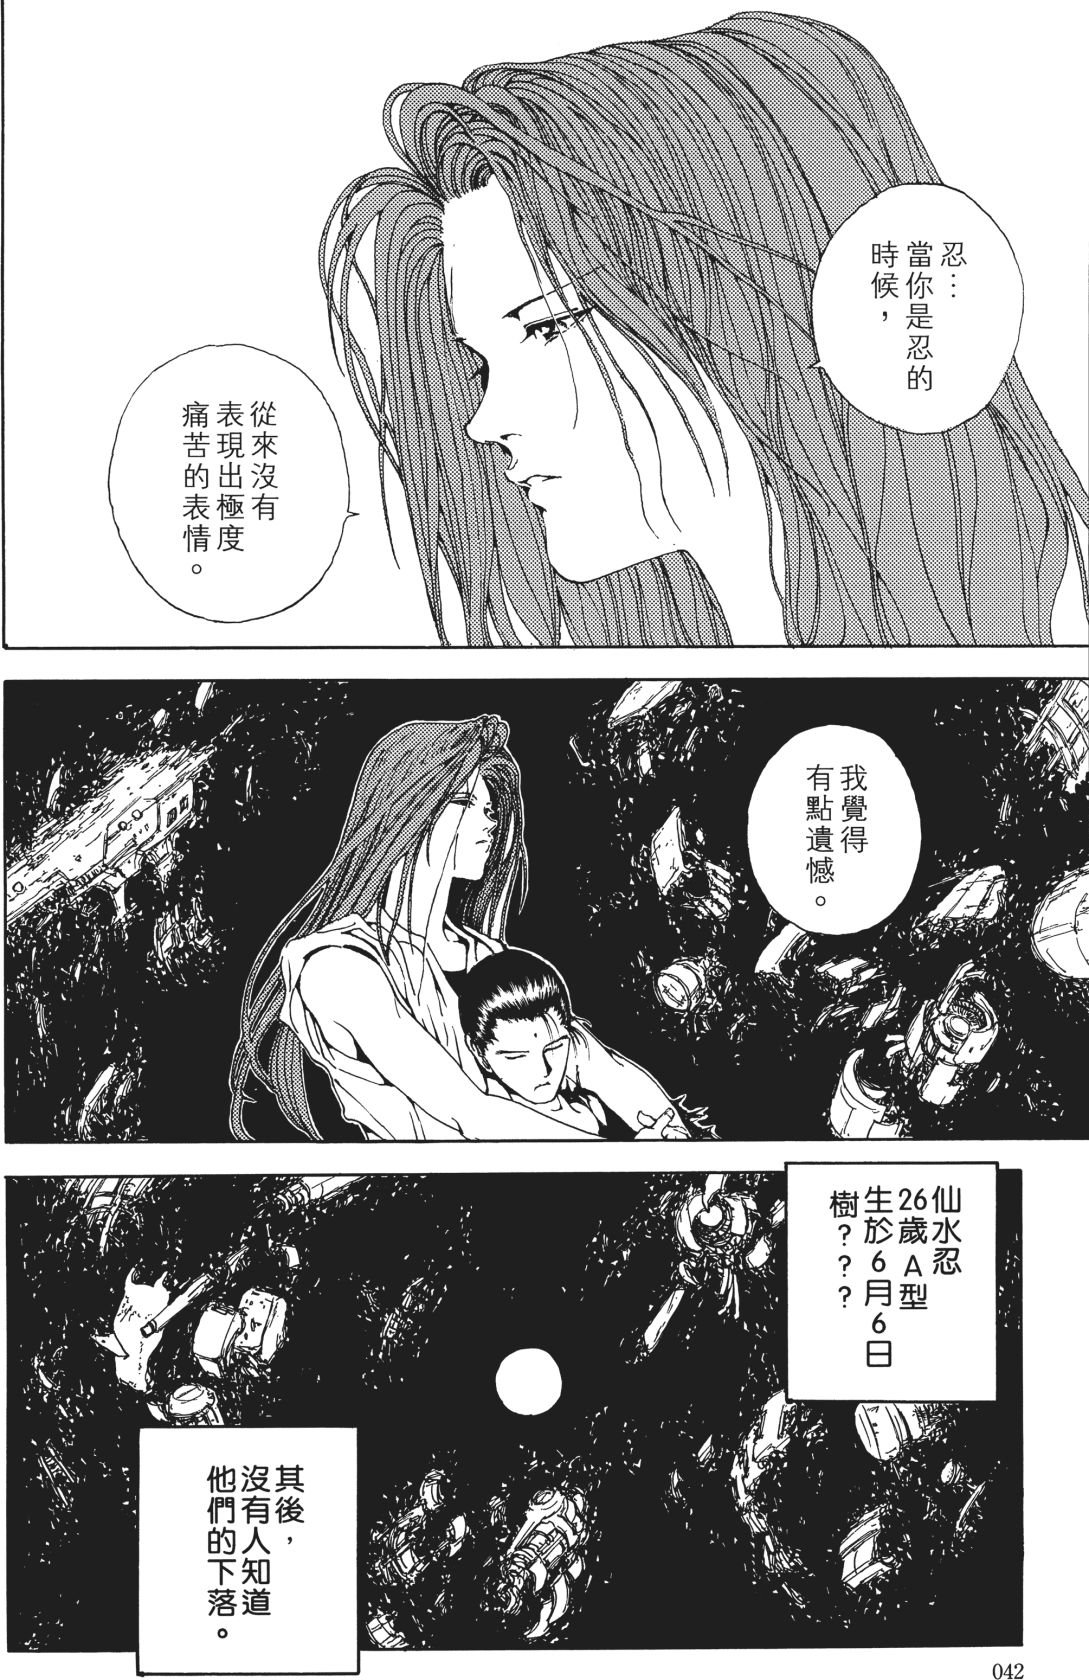 忍…
當你是忍的
時候，
從來沒有
表現出極度
痛苦的表情。
我覺得
有點遺憾。
仙水忍
26歲A型
生於6月6日
樹？？？
其後，
沒有人知道
他們的下落。
042